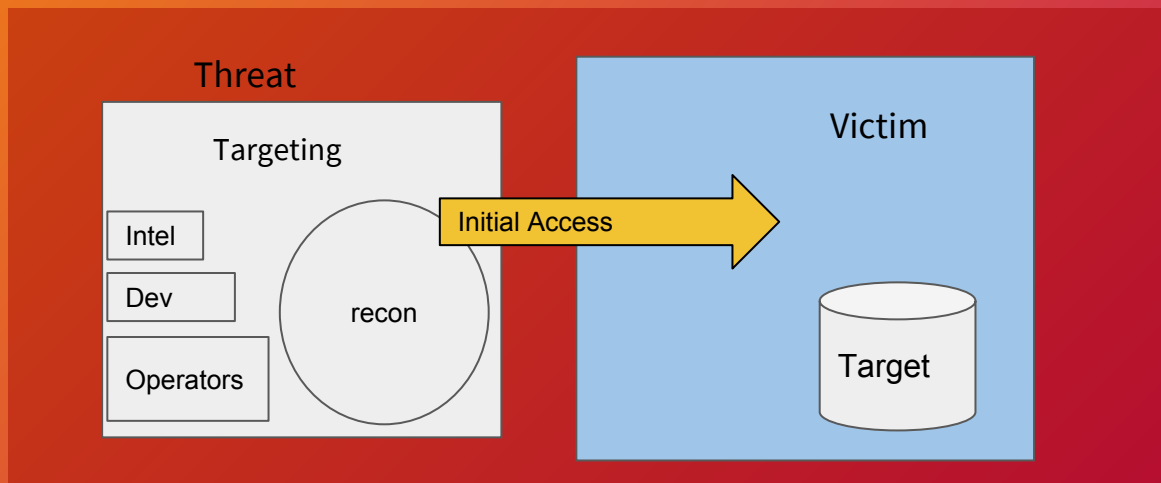 Threat
Targeting
Intel
Dev
Operators
recon
Initial Access
Victim
Target